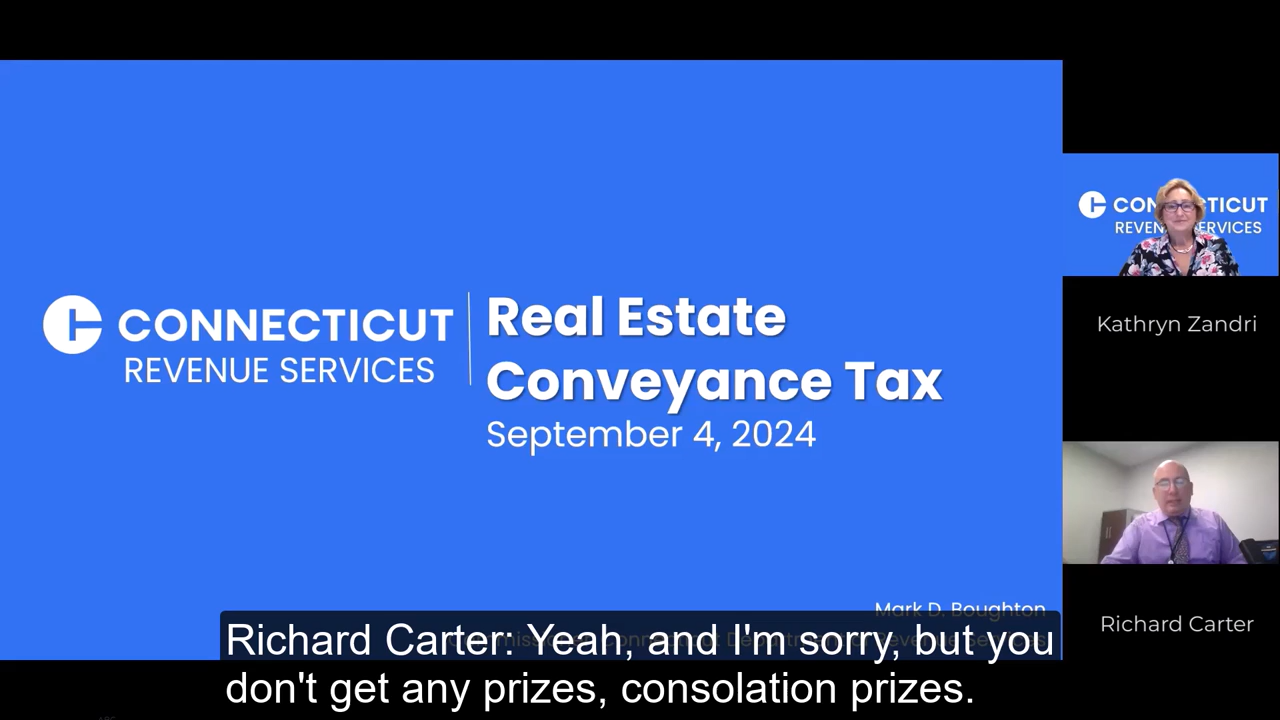 CONNECTICUT
REVENUE SERVICES
Real Estate
Conveyance Tax
September 4, 2024
Mark D. Boughton
Richard Carter: Yeah, and I'm sorry, but you
don't get any prizes, consolation prizes.
CONNECTICUT
REVENUE SERVICES
Kathryn Zandri
Richard Carter